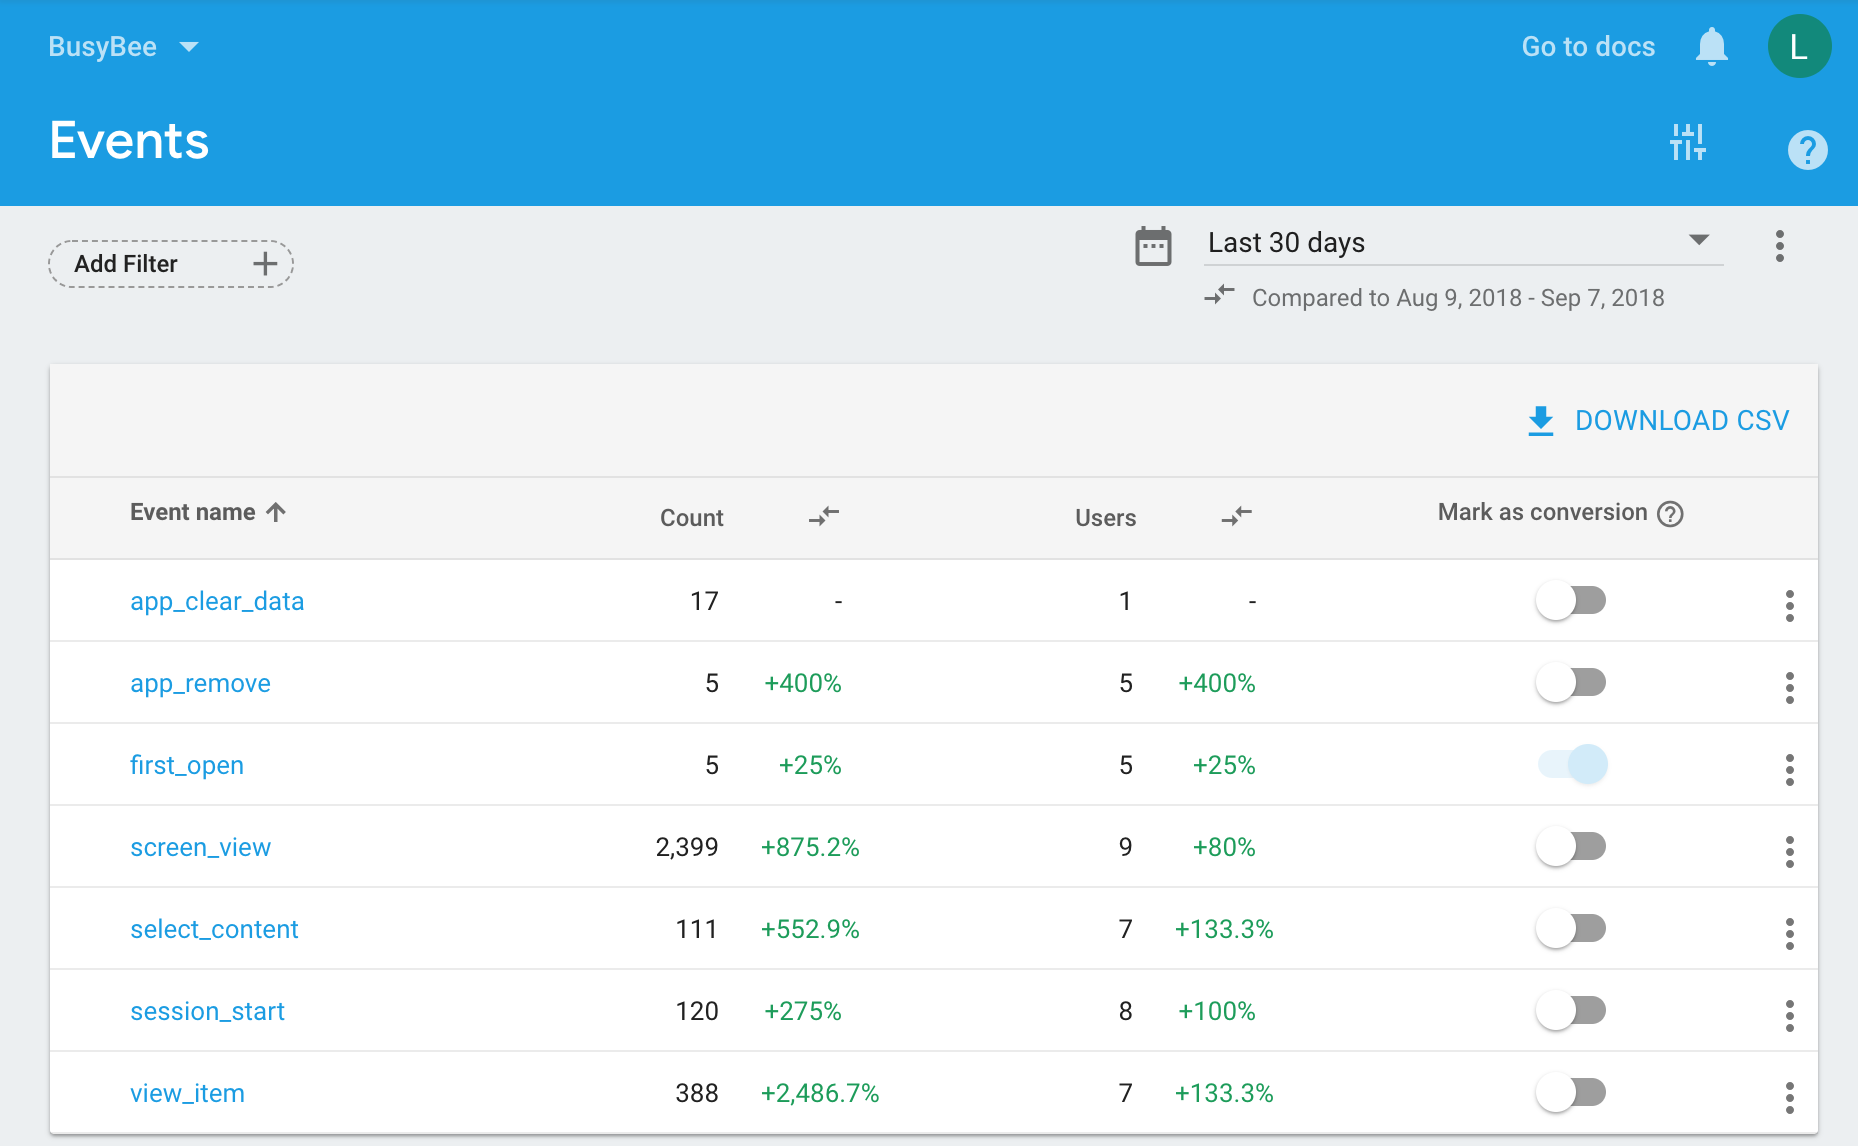 BusyBee
Go to docs
L
Events
Add Filter
Last 30 days
Compared to Aug 9, 2018 - Sep 7, 2018
DOWNLOAD CSV
Event name Count Users Mark as conversion
app_clear_data 17 - 1 -
app_remove 5 +400% 5 +400%
first_open 5 +25% 5 +25%
screen_view 2,399 +875.2% 9 +80%
select_content 111 +552.9% 7 +133.3%
session_start 120 +275% 8 +100%
view_item 388 +2,486.7% 7 +133.3%